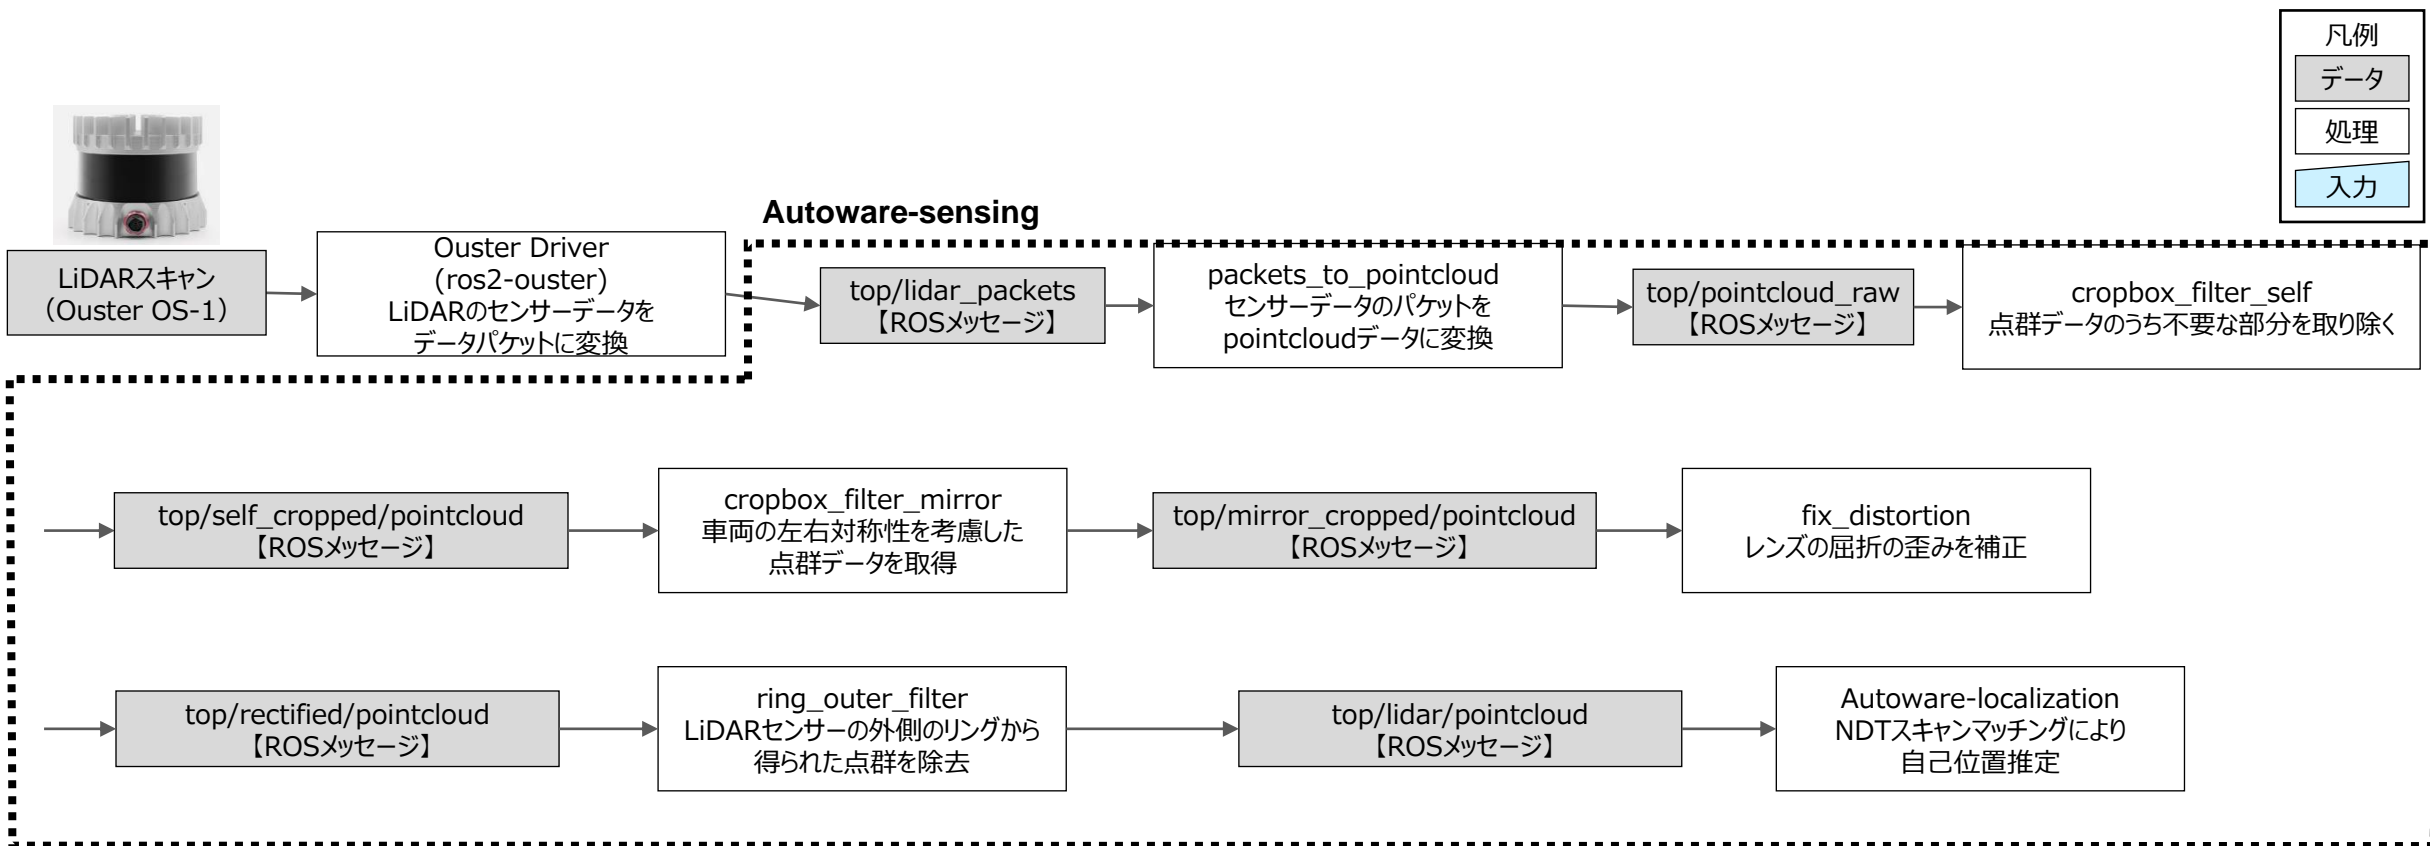 凡例
データ
処理
入力
Autoware-sensing
LiDARスキャン
（Ouster OS-1）
Ouster Driver
(ros2-ouster)
LiDARのセンサーデータを
データパケットに変換
top/lidar_packets
【ROSメッセージ】
packets_to_pointcloud
センサーデータのパケットを
pointcloudデータに変換
top/pointcloud_raw
【ROSメッセージ】
cropbox_filter_self
点群データのうち不要な部分を取り除く
top/self_cropped/pointcloud
【ROSメッセージ】
cropbox_filter_mirror
車両の左右対称性を考慮した
点群データを取得
top/mirror_cropped/pointcloud
【ROSメッセージ】
fix_distortion
レンズの屈折の歪みを補正
top/rectified/pointcloud
【ROSメッセージ】
ring_outer_filter
LiDARセンサーの外側のリングから
得られた点群を除去
top/lidar/pointcloud
【ROSメッセージ】
Autoware-localization
NDTスキャンマッチングにより
自己位置推定